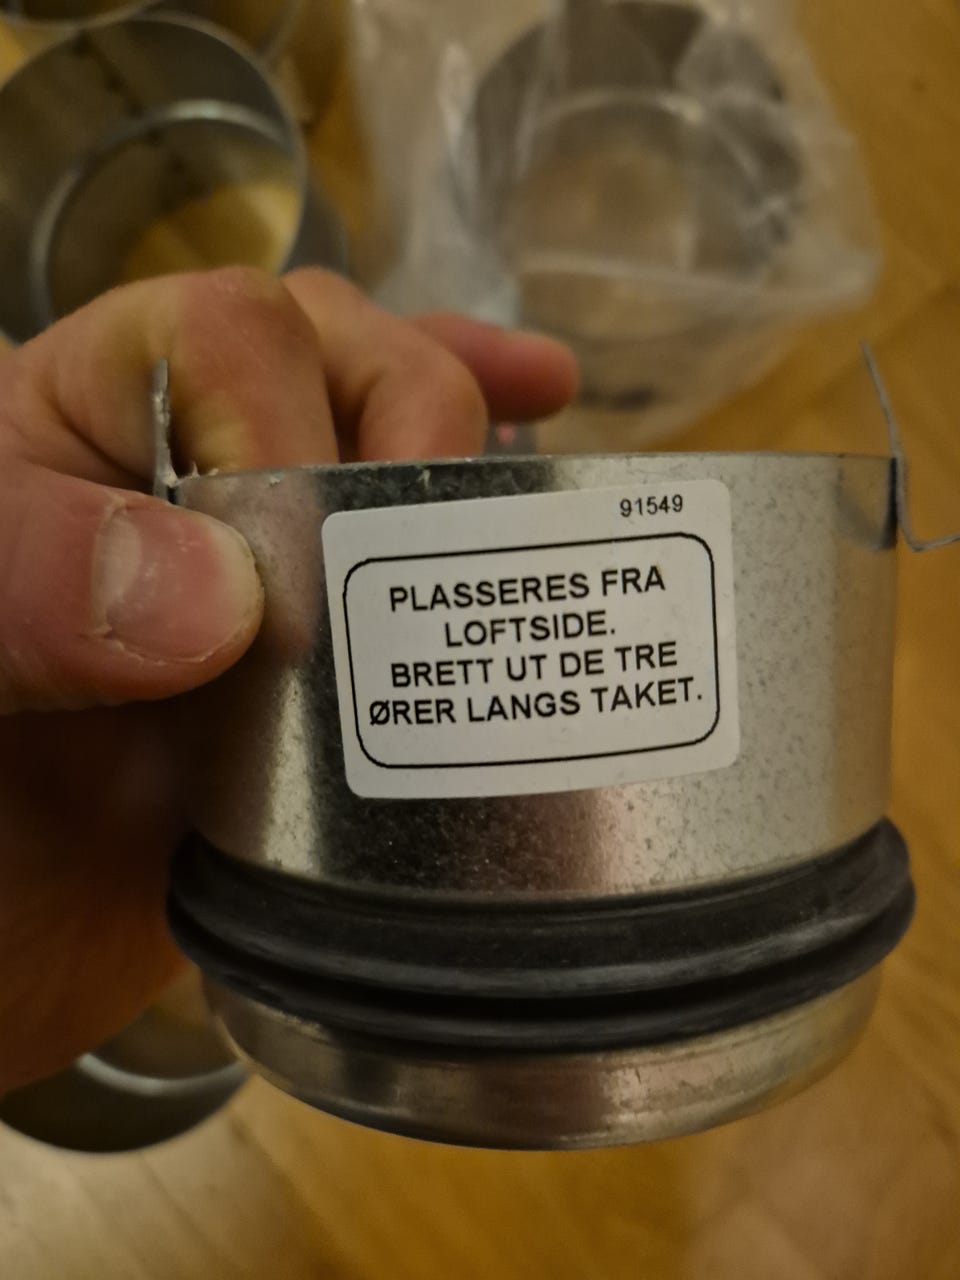 91549
PLASSERES FRA
LOFTSIDE.
BRETT UT DE TRE
ØRER LANGS TAKET.